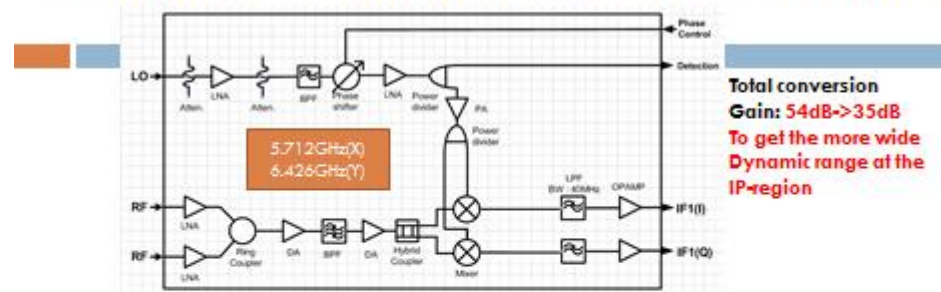 Phase
Control
LO
Atten.
LNA
Atten.
BPF
Phase
shifter
LNA
Power
divider
Detection
PA
Power
divider
Total conversion
Gain: 54dB->35dB
To get the more wide
Dynamic range at the
IP-region
5.712GHz(X)
6.426GHz(Y)
LPF
BW : 40MHz
OPAMP
RF
LNA
IF1(I)
RF
LNA
Ring
Coupler
DA
BPF
DA
Hybrid
Coupler
Mixer
IF1(Q)